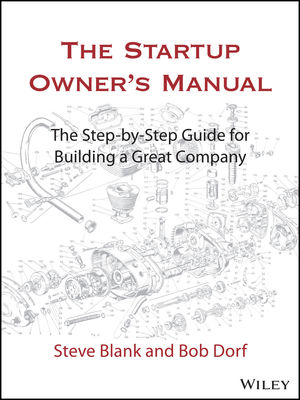 THE STARTUP
OWNER'S MANUAL
The Step-by-Step Guide for
Building a Great Company
Steve Blank and Bob Dorf
WILEY